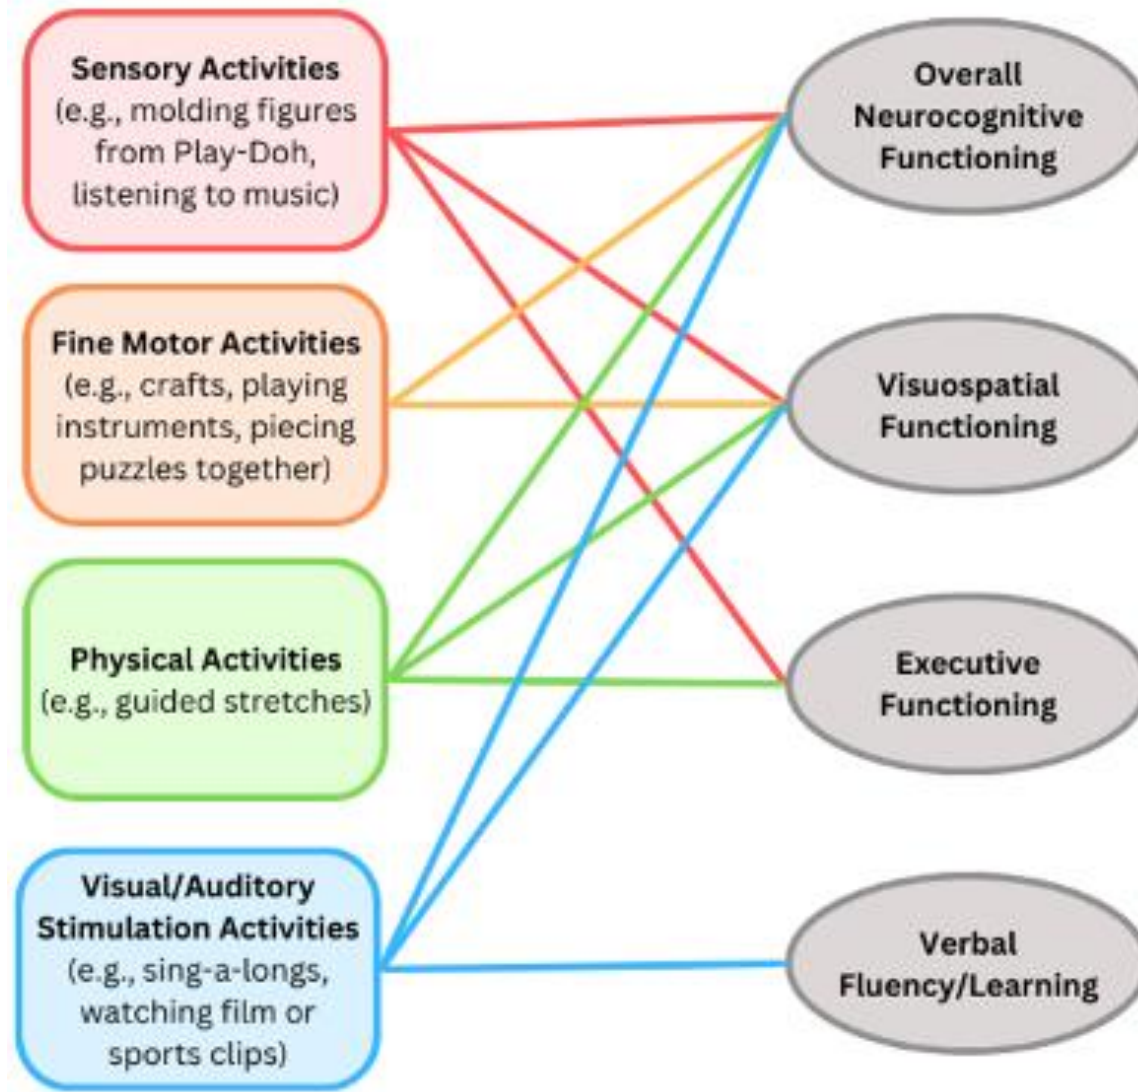 Sensory Activities
(e.g., molding figures
from Play-Doh,
listening to music)
Fine Motor Activities
(e.g., crafts, playing
instruments, piecing
puzzles together)
Physical Activities
(e.g., guided stretches)
Visual/Auditory
Stimulation Activities
(e.g., sing-a-longs,
watching film or
sports clips)
Overall
Neurocognitive
Functioning
Visuospatial
Functioning
Executive
Functioning
Verbal
Fluency/Learning